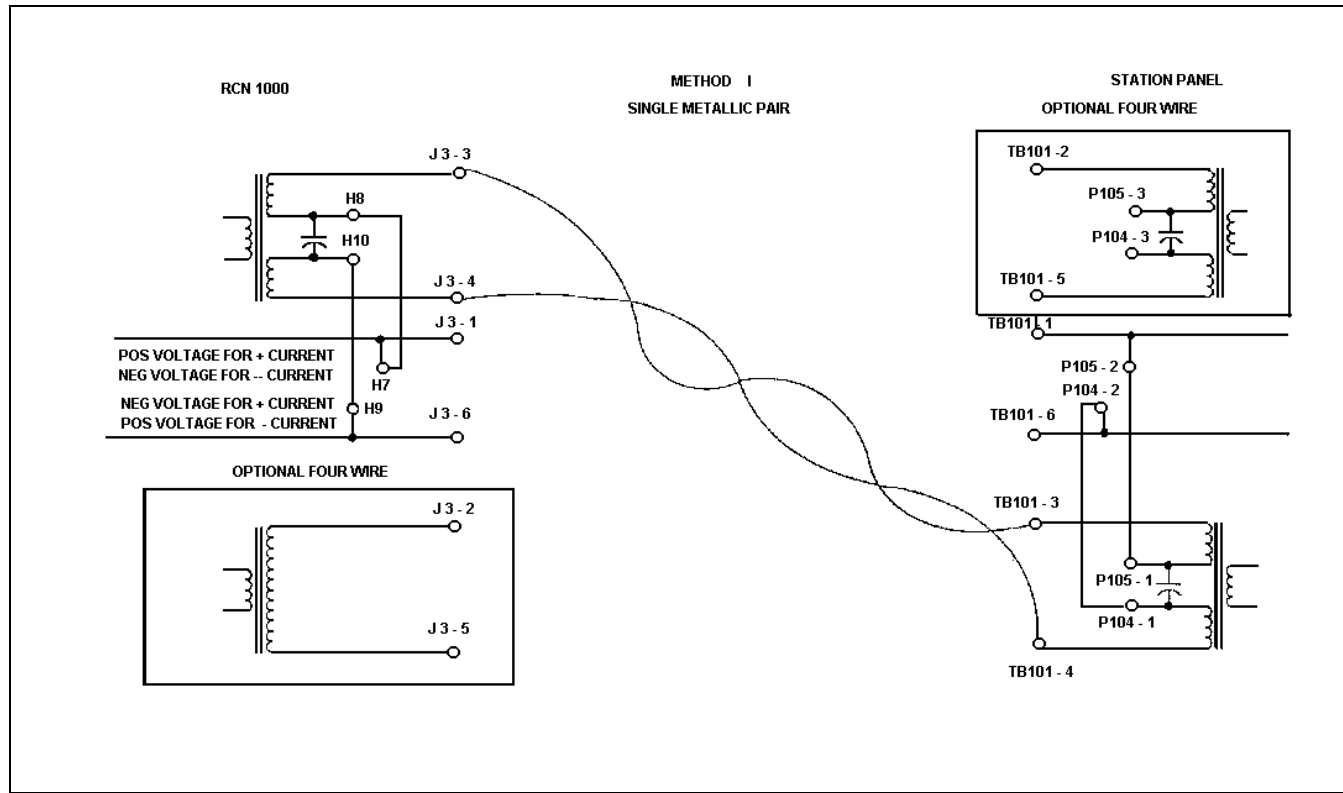 RCN 1000
METHOD I
SINGLE METALLIC PAIR
STATION PANEL
OPTIONAL FOUR WIRE
J 3 - 3
H8
H10
J 3 - 4
J 3 - 1
POS VOLTAGE FOR + CURRENT
NEG VOLTAGE FOR -- CURRENT
H7
NEG VOLTAGE FOR + CURRENT
POS VOLTAGE FOR - CURRENT
H9
J 3 - 6
OPTIONAL FOUR WIRE
J 3 - 2
J 3 - 5
TB101 - 2
P105 - 3
P104 - 3
TB101 - 5
TB101 - 1
P105 - 2
P104 - 2
TB101 - 6
TB101 - 3
P105 - 1
P104 - 1
TB101 - 4